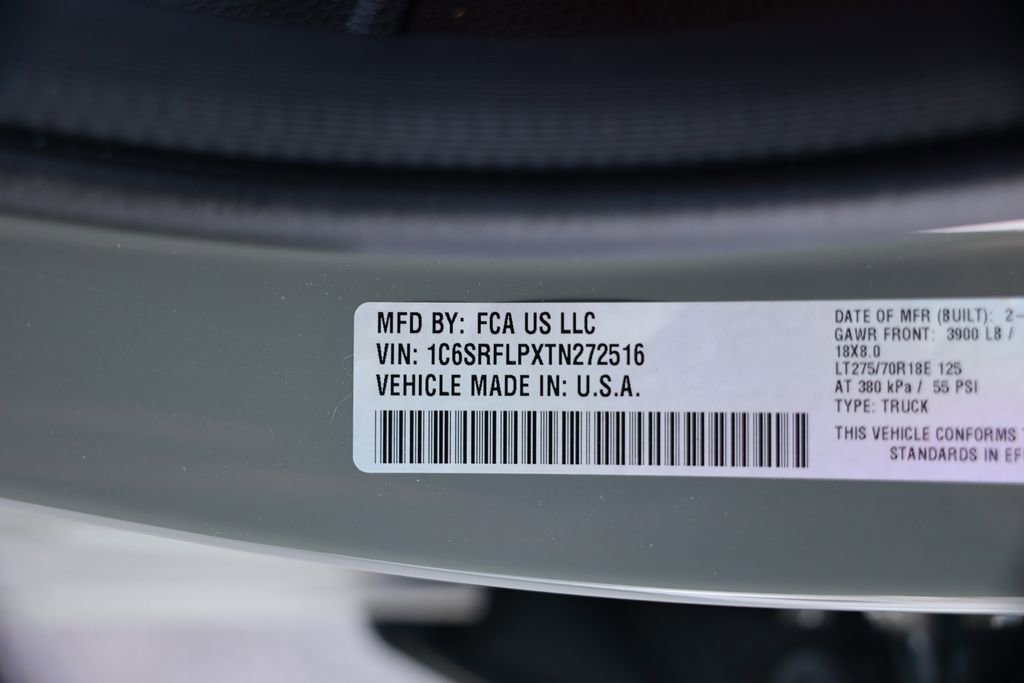 MFD BY: FCA US LLC
VIN: 1C6SRFLPXTN272516
VEHICLE MADE IN: U.S.A.
DATE OF MFR (BUILT): 2-
GAWR FRONT: 3900 LB /
18X8.0
LT275/70R18E 125
AT 380 kPa / 55 PSI
TYPE: TRUCK
THIS VEHICLE CONFORMS
STANDARDS IN